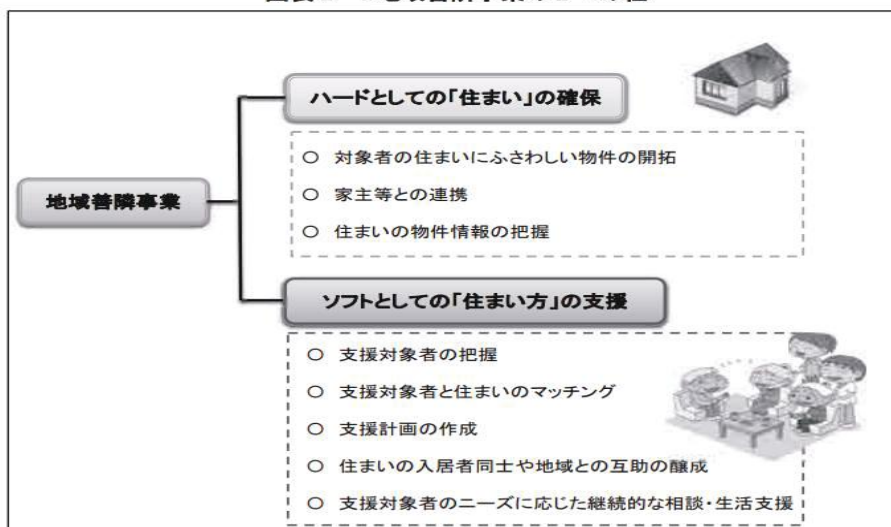 ハードとしての「住まい」の確保
○ 対象者の住まいにふさわしい物件の開拓
○ 家主等との連携
○ 住まいの物件情報の把握
地域善隣事業
ソフトとしての「住まい方」の支援
○ 支援対象者の把握
○ 支援対象者と住まいのマッチング
○ 支援計画の作成
○ 住まいの入居者同士や地域との互助の醸成
○ 支援対象者のニーズに応じた継続的な相談・生活支援